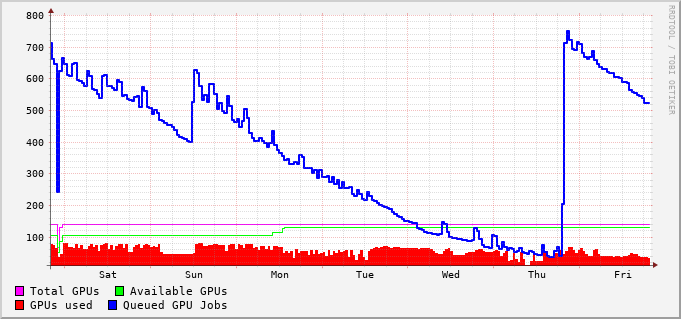 800
700
600
500
400
300
200
100
Sat Sun Mon Tue Wed Thu Fri
Total GPUs Available GPUs
GPUs used Queued GPU Jobs
RRDTOOL / TOBI OETIKER